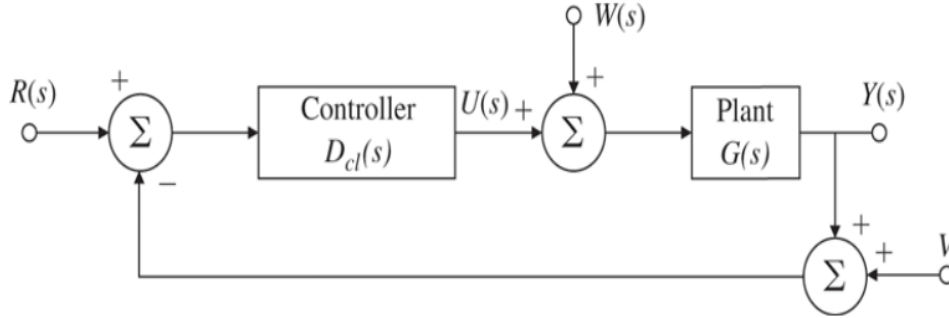 W(s)
+
R(s)
+
Σ
−
Controller
D_cl(s)
U(s) +
Σ
Plant
G(s)
Y(s)
+
+
Σ
V